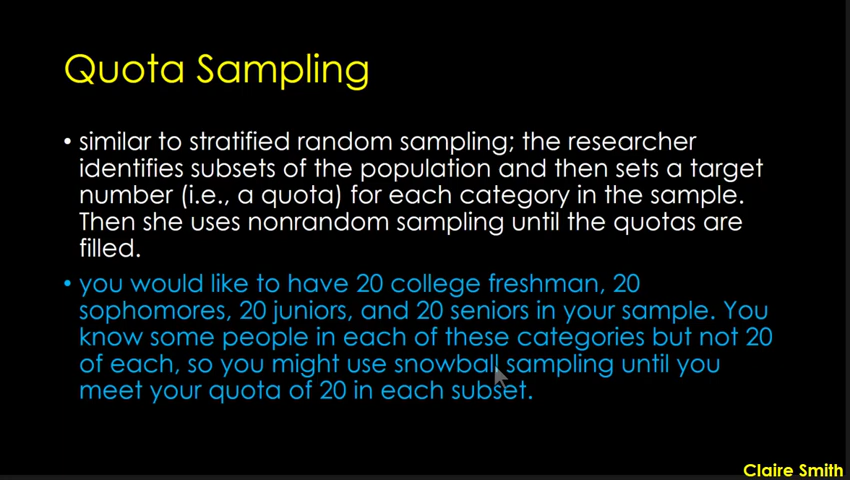 Quota Sampling
• similar to stratified random sampling; the researcher
identifies subsets of the population and then sets a target
number (i.e., a quota) for each category in the sample.
Then she uses nonrandom sampling until the quotas are
filled.
• you would like to have 20 college freshman, 20
sophomores, 20 juniors, and 20 seniors in your sample. You
know some people in each of these categories but not 20
of each, so you might use snowball sampling until you
meet your quota of 20 in each subset.
Claire Smith